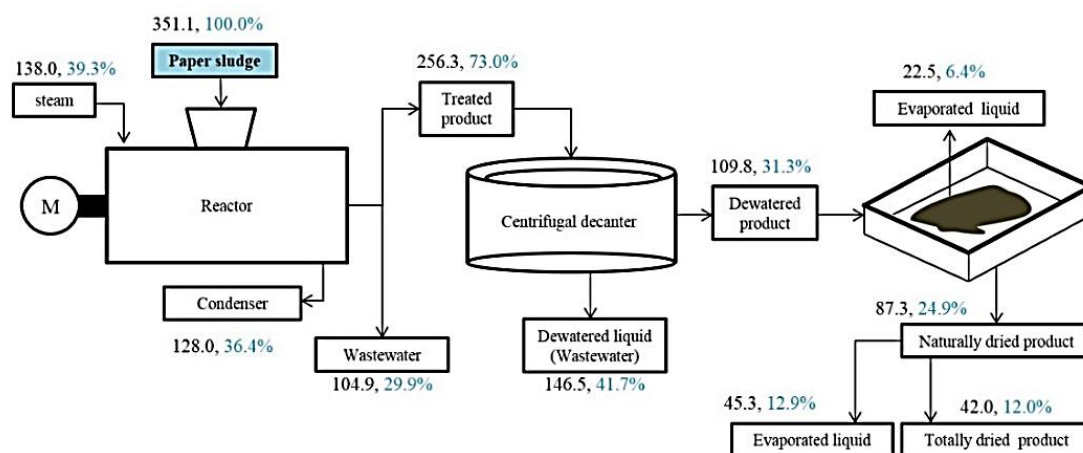 351.1, 100.0%
Paper sludge
138.0, 39.3%
steam
M
Reactor
Condenser
128.0, 36.4%
Wastewater
104.9, 29.9%
256.3, 73.0%
Treated
product
Centrifugal decanter
Dewatered liquid
(Wastewater)
146.5, 41.7%
109.8, 31.3%
Dewatered
product
22.5, 6.4%
Evaporated liquid
87.3, 24.9%
Naturally dried product
45.3, 12.9%
Evaporated liquid
42.0, 12.0%
Totally dried product